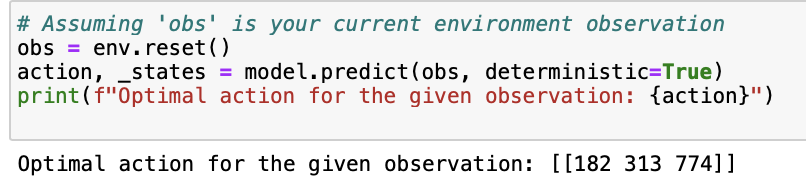 # Assuming 'obs' is your current environment observation
obs = env.reset()
action, _states = model.predict(obs, deterministic=True)
print(f"Optimal action for the given observation: {action}")
Optimal action for the given observation: [[182 313 774]]